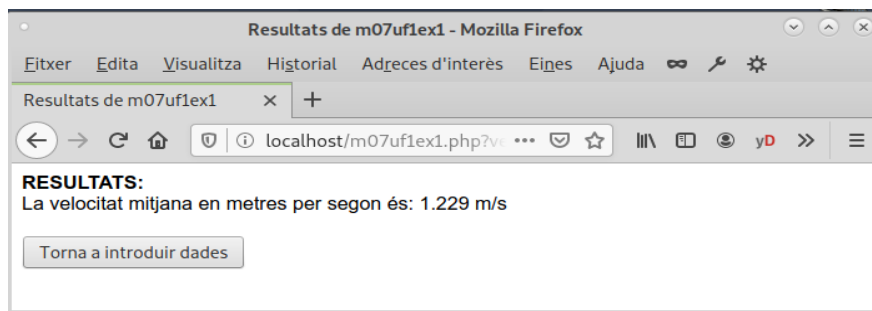 Resultats de m07uf1ex1 - Mozilla Firefox
Fitxer Edita Visualitza Historial Adreces d'interès Eines Ajuda
Resultats de m07uf1ex1
localhost/m07uf1ex1.php?ve
yD
RESULTATS:
La velocitat mitjana en metres per segon és: 1.229 m/s
Torna a introduir dades